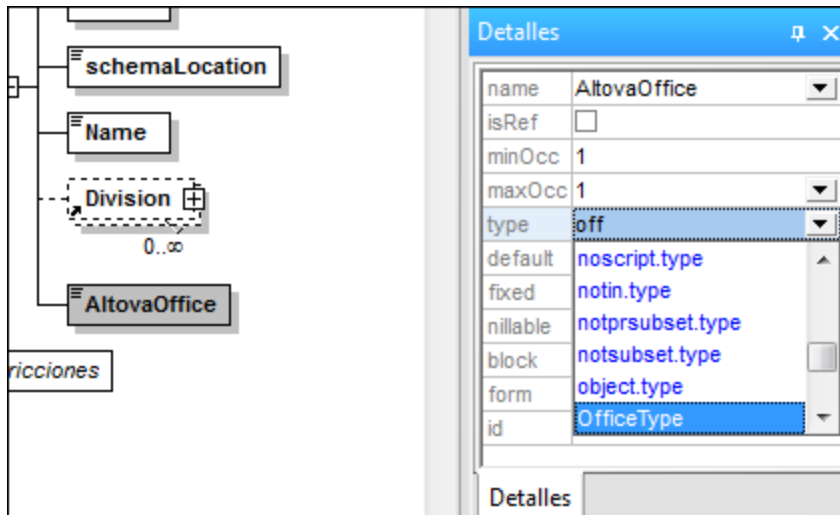 schemaLocation
Name
Division
0..∞
AltovaOffice
ricciones
Detalles
name AltovaOffice
isRef
minOcc 1
maxOcc 1
type off
default noscript.type
fixed notin.type
nillable notprsubset.type
block notsubset.type
form object.type
id OfficeType
Detalles